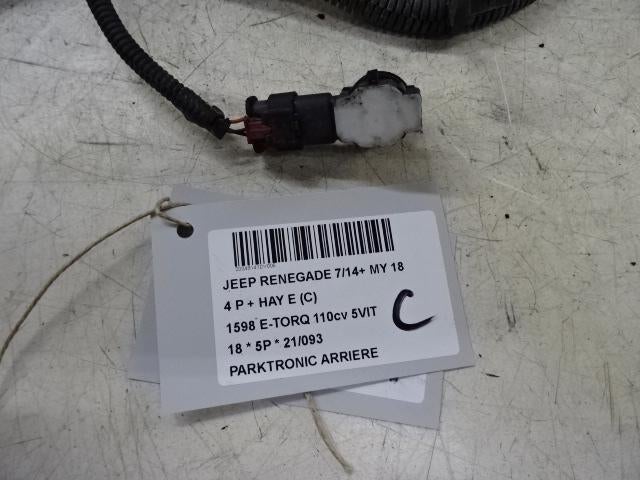 JEEP RENEGADE 7/14+ MY 18
4 P + HAY E (C)
1598 E-TORQ 110cv 5VIT
18 * 5P * 21/093
PARKTRONIC ARRIERE
C